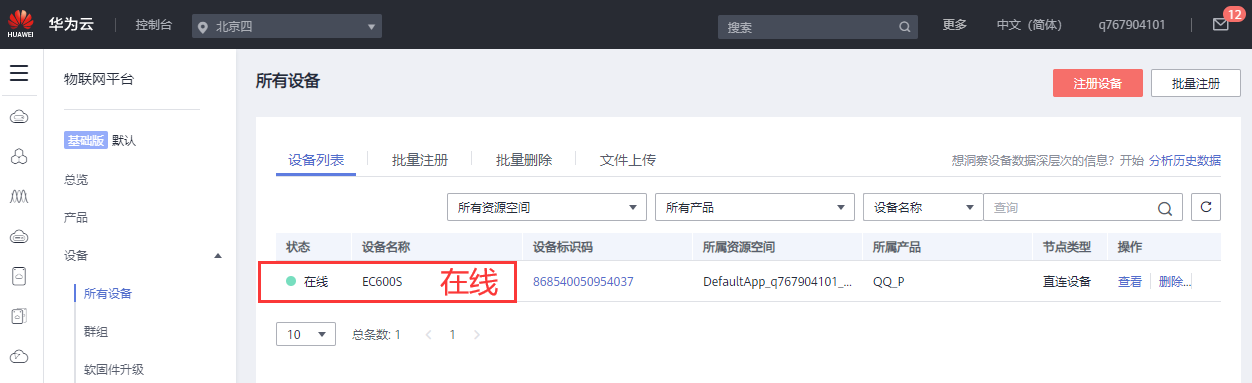 HUAWEI 华为云 控制台 北京四 搜索 更多 中文（简体） q767904101 12
物联网平台
基础版 默认
总览
产品
设备
所有设备
群组
软固件升级
所有设备
注册设备 批量注册
设备列表 批量注册 批量删除 文件上传 想洞察设备数据深层次的信息？开始 分析历史数据
所有资源空间 所有产品 设备名称 查询
状态 设备名称 设备标识码 所属资源空间 所属产品 节点类型 操作
在线 EC600S 在线 868540050954037 DefaultApp_q767904101_... QQ_P 直连设备 查看 删除...
10 总条数: 1 < 1 >